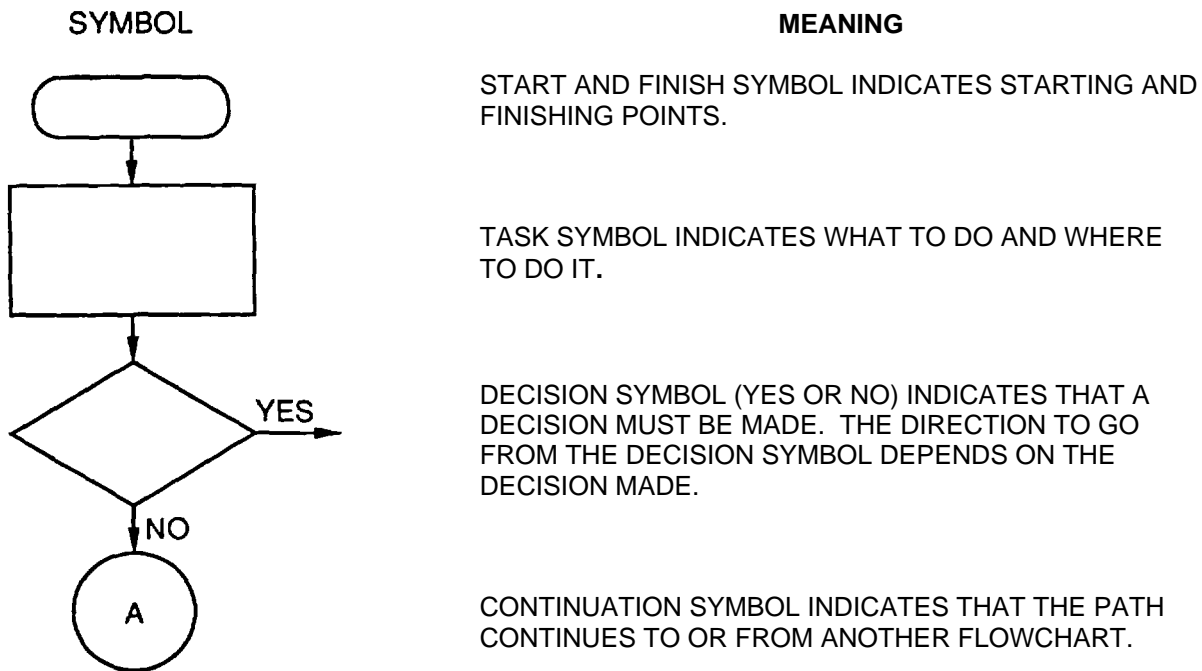 SYMBOL
MEANING
START AND FINISH SYMBOL INDICATES STARTING AND
FINISHING POINTS.
TASK SYMBOL INDICATES WHAT TO DO AND WHERE
TO DO IT.
DECISION SYMBOL (YES OR NO) INDICATES THAT A
DECISION MUST BE MADE.  THE DIRECTION TO GO
FROM THE DECISION SYMBOL DEPENDS ON THE
DECISION MADE.
YES
NO
A
CONTINUATION SYMBOL INDICATES THAT THE PATH
CONTINUES TO OR FROM ANOTHER FLOWCHART.